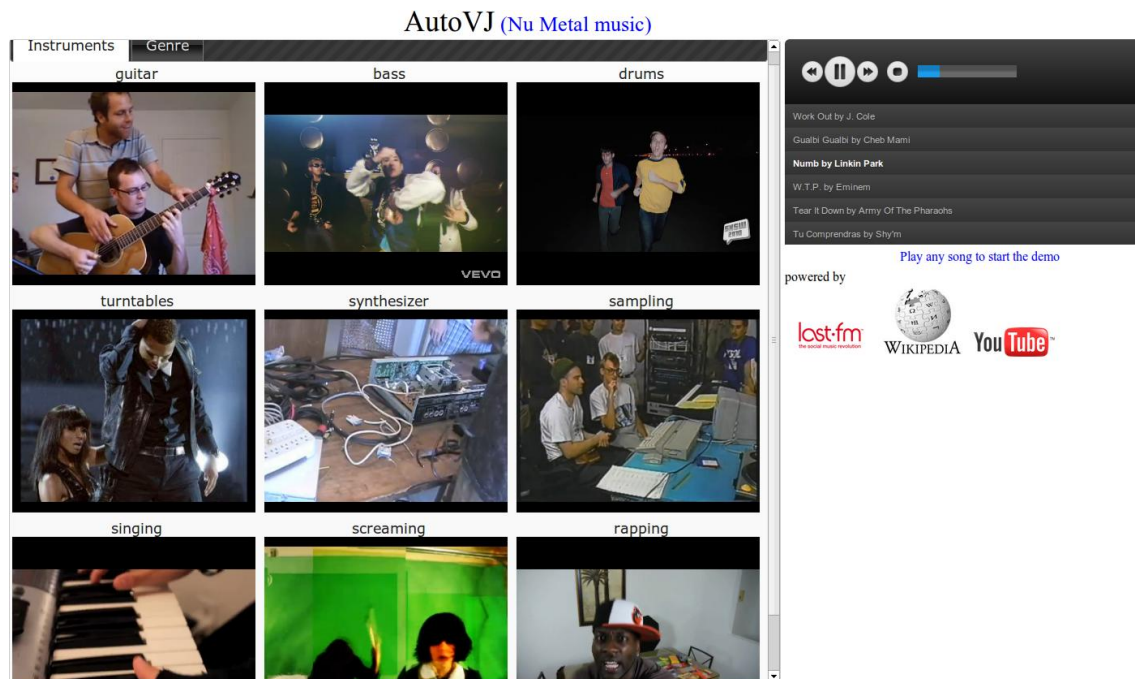 AutoVJ (Nu Metal music)
Instruments Genre
guitar bass drums
VEVO
turntables synthesizer sampling
singing screaming rapping
Work Out by J. Cole
Gualbi Gualbi by Cheb Mami
Numb by Linkin Park
W.T.P. by Eminem
Tear It Down by Army Of The Pharaohs
Tu Comprendras by Shy'm
Play any song to start the demo
powered by
last.fm
the social music revolution
WIKIPEDIA
YouTube